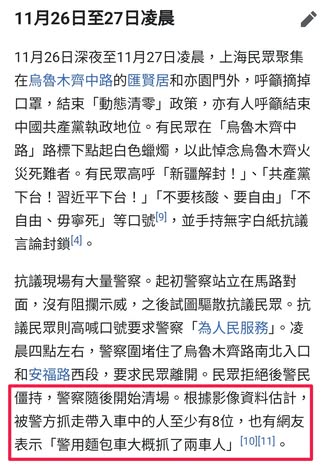 11月26日至27日凌晨
11月26日深夜至11月27日凌晨，上海民眾聚集
在烏魯木齊中路的匯賢居和亦園門外，呼籲摘掉
口罩，結束「動態清零」政策，亦有人呼籲結束
中國共產黨執政地位。有民眾在「烏魯木齊中
路」路標下點起白色蠟燭，以此悼念烏魯木齊火
災死難者。有民眾高呼「新疆解封！」、「共產黨
下台！習近平下台！」「不要核酸、要自由」「不
自由、毋寧死」等口號[9]，並手持無字白紙抗議
言論封鎖[4]。
抗議現場有大量警察。起初警察站立在馬路對
面，沒有阻攔示威，之後試圖驅散抗議民眾。抗
議民眾則高喊口號要求警察「為人民服務」。凌
晨四點左右，警察圍堵住了烏魯木齊路南北入口
和安福路西段，要求民眾離開。民眾拒絕後警民
僵持，警察隨後開始清場。根據影像資料估計，
被警方抓走帶入車中的人至少有8位，也有網友
表示「警用麵包車大概抓了兩車人」[10][11]。